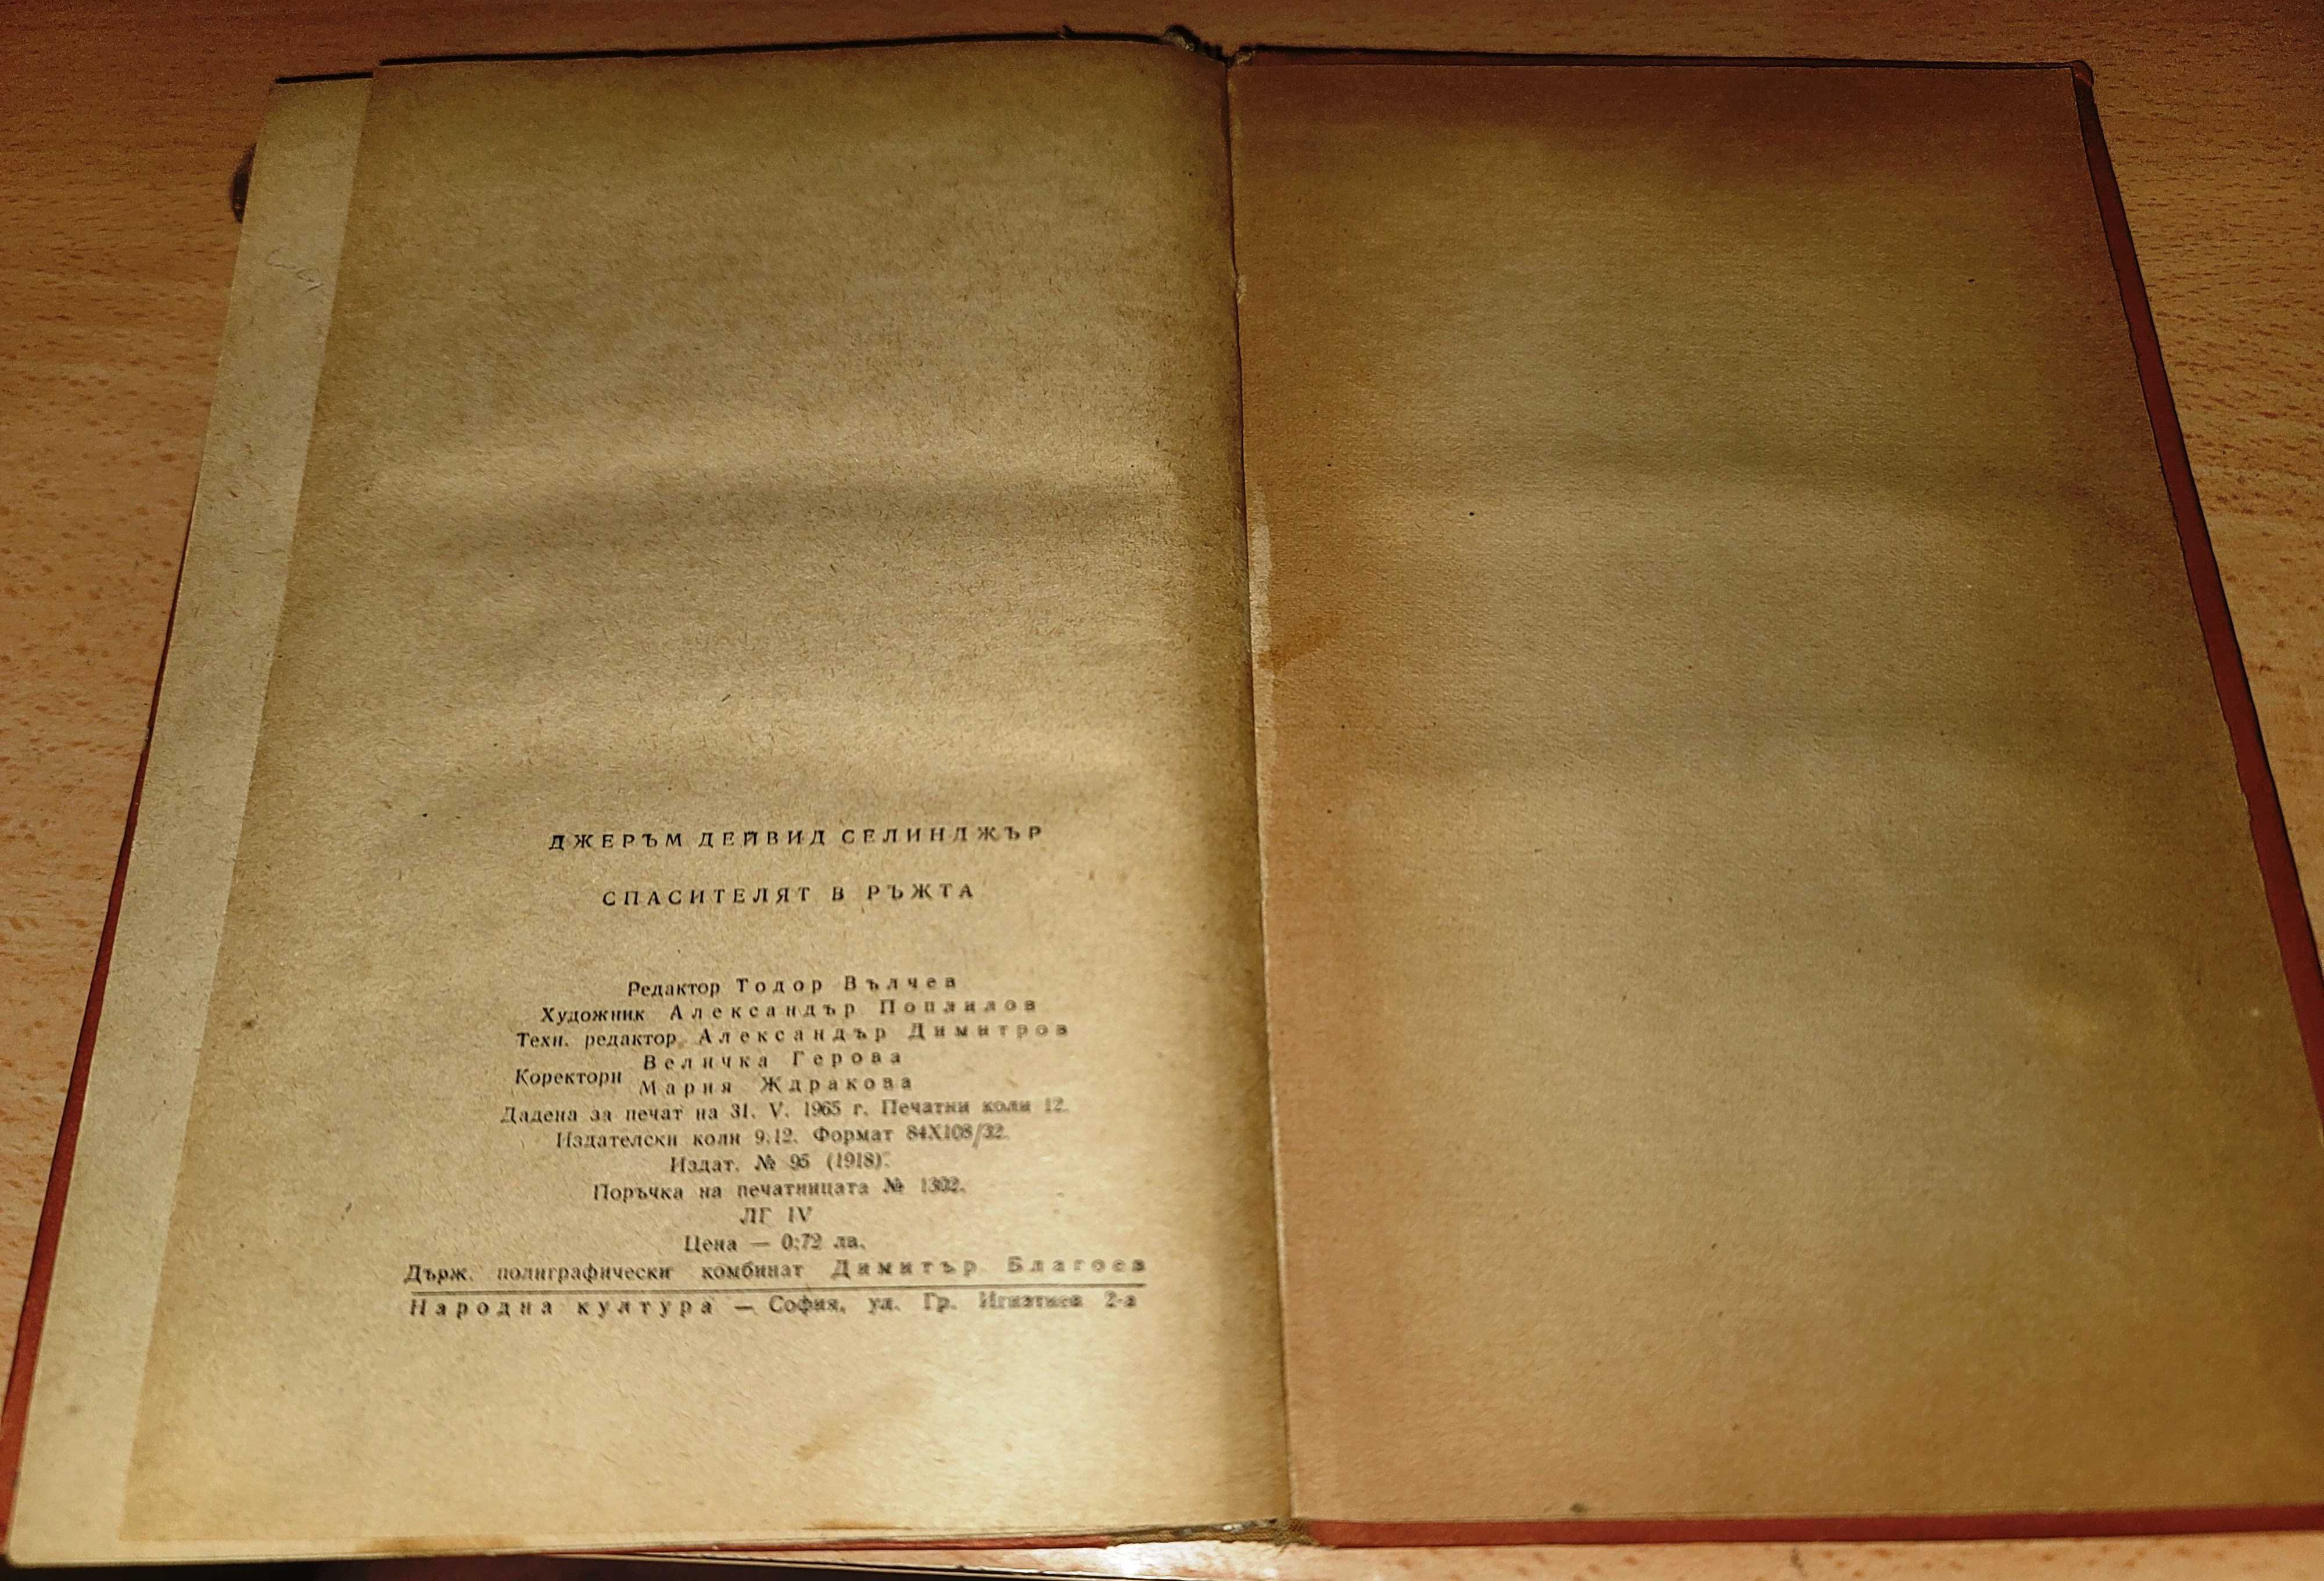 ДЖЕРЪМ ДЕЙВИД СЕЛИНДЖЪР
СПАСИТЕЛЯТ В РЪЖТА
Редактор Тодор Вълчев
Художник Александър Поплилов
Техн. редактор Александър Димитров
Коректори Величка Герова
Мария Ждракова
Дадена за печат на 31. V. 1965 г. Печатни коли 12.
Издателски коли 9,12. Формат 84X108/32.
Издат. № 95 (1918).
Поръчка на печатницата № 1302.
ЛГ IV
Цена — 0,72 лв.
Държ. полиграфически комбинат Димитър Благоев
Народна култура — София, ул. Гр. Игнатиев 2-а